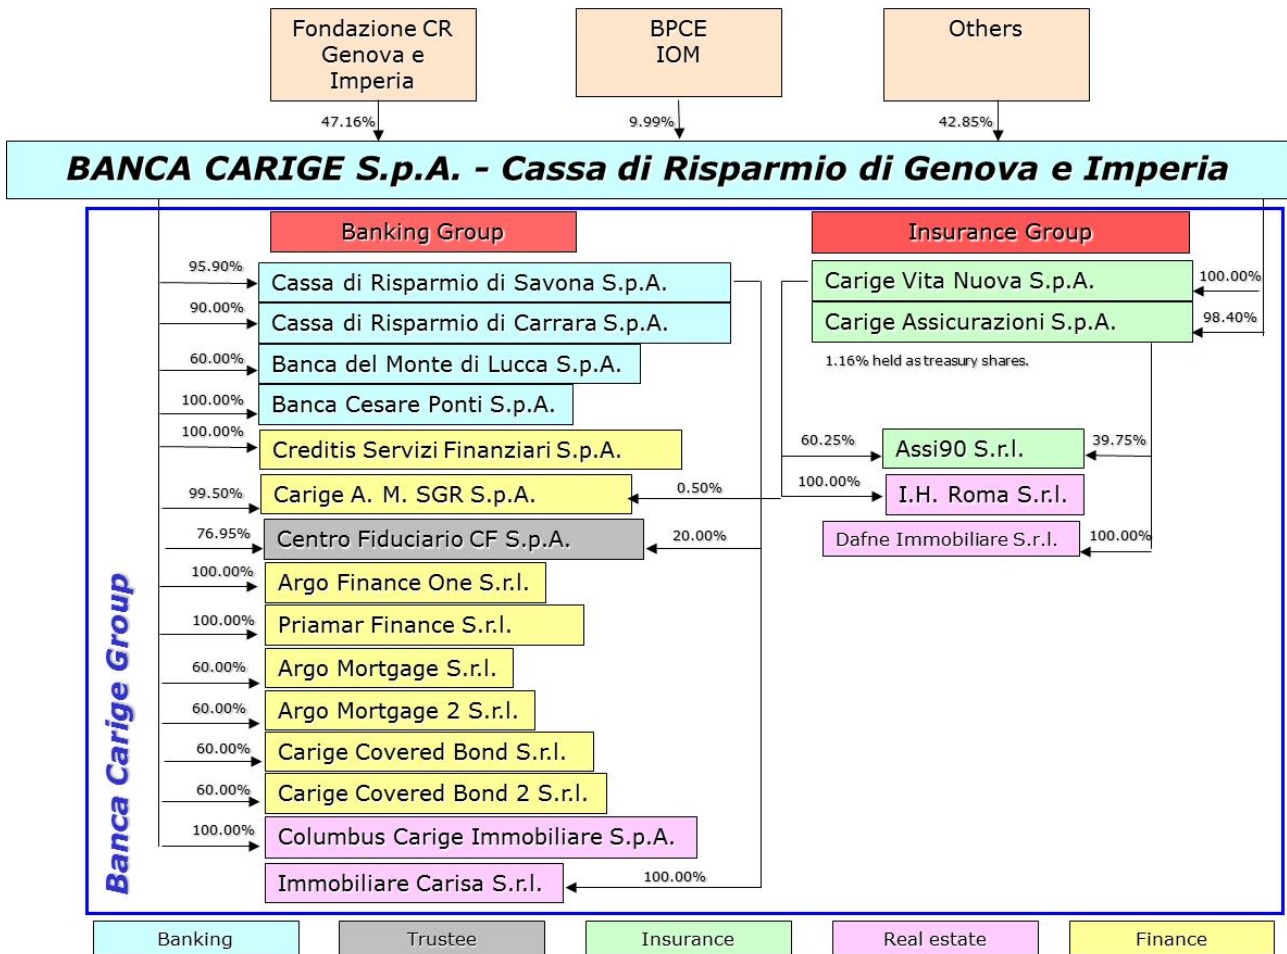 Fondazione CR
Genova e
Imperia
BPCE
IOM
Others
47.16%
9.99%
42.85%
BANCA CARIGE S.p.A. - Cassa di Risparmio di Genova e Imperia
Banking Group
Insurance Group
95.90%
Cassa di Risparmio di Savona S.p.A.
Carige Vita Nuova S.p.A.
100.00%
90.00%
Cassa di Risparmio di Carrara S.p.A.
Carige Assicurazioni S.p.A.
98.40%
60.00%
Banca del Monte di Lucca S.p.A.
1.16% held as treasury shares.
100.00%
Banca Cesare Ponti S.p.A.
100.00%
Creditis Servizi Finanziari S.p.A.
60.25%
Assi90 S.r.l.
39.75%
99.50%
Carige A. M. SGR S.p.A.
0.50%
100.00%
I.H. Roma S.r.l.
76.95%
Centro Fiduciario CF S.p.A.
20.00%
Dafne Immobiliare S.r.l.
100.00%
100.00%
Argo Finance One S.r.l.
100.00%
Priamar Finance S.r.l.
60.00%
Argo Mortgage S.r.l.
60.00%
Argo Mortgage 2 S.r.l.
60.00%
Carige Covered Bond S.r.l.
60.00%
Carige Covered Bond 2 S.r.l.
100.00%
Columbus Carige Immobiliare S.p.A.
Immobiliare Carisa S.r.l.
100.00%
Banca Carige Group
Banking
Trustee
Insurance
Real estate
Finance